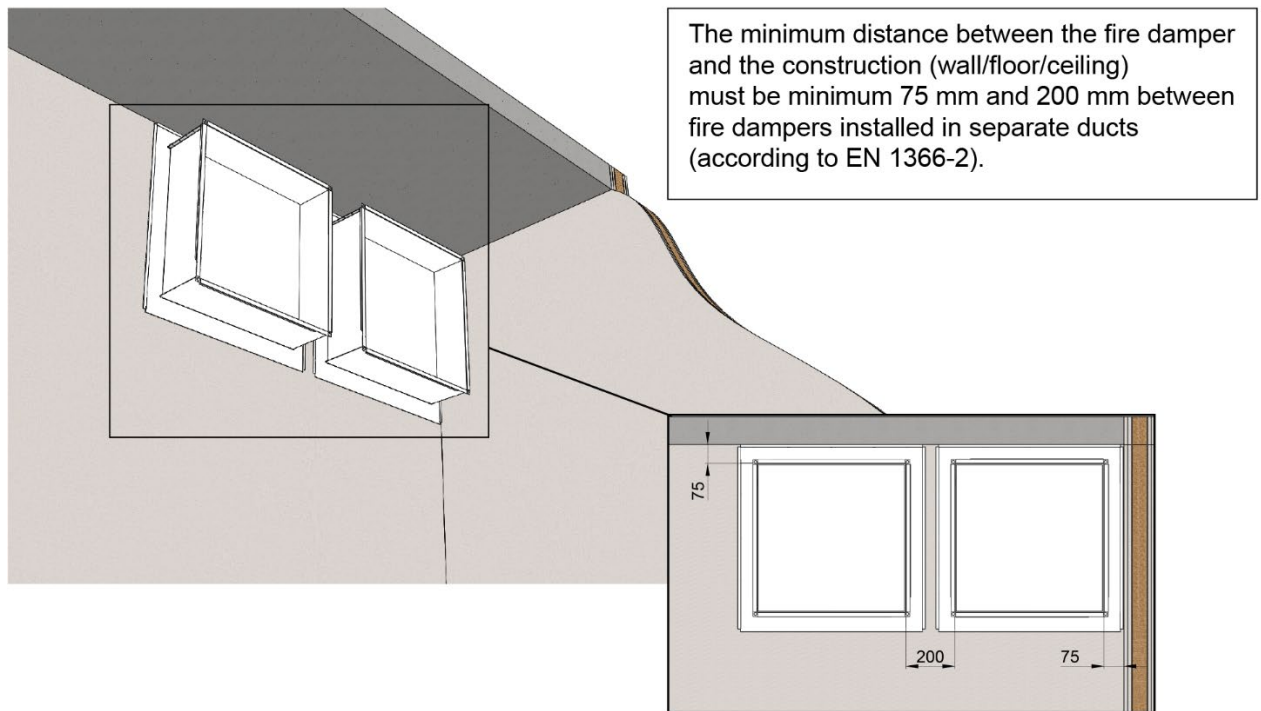 The minimum distance between the fire damper
and the construction (wall/floor/ceiling)
must be minimum 75 mm and 200 mm between
fire dampers installed in separate ducts
(according to EN 1366-2).
75
200
75